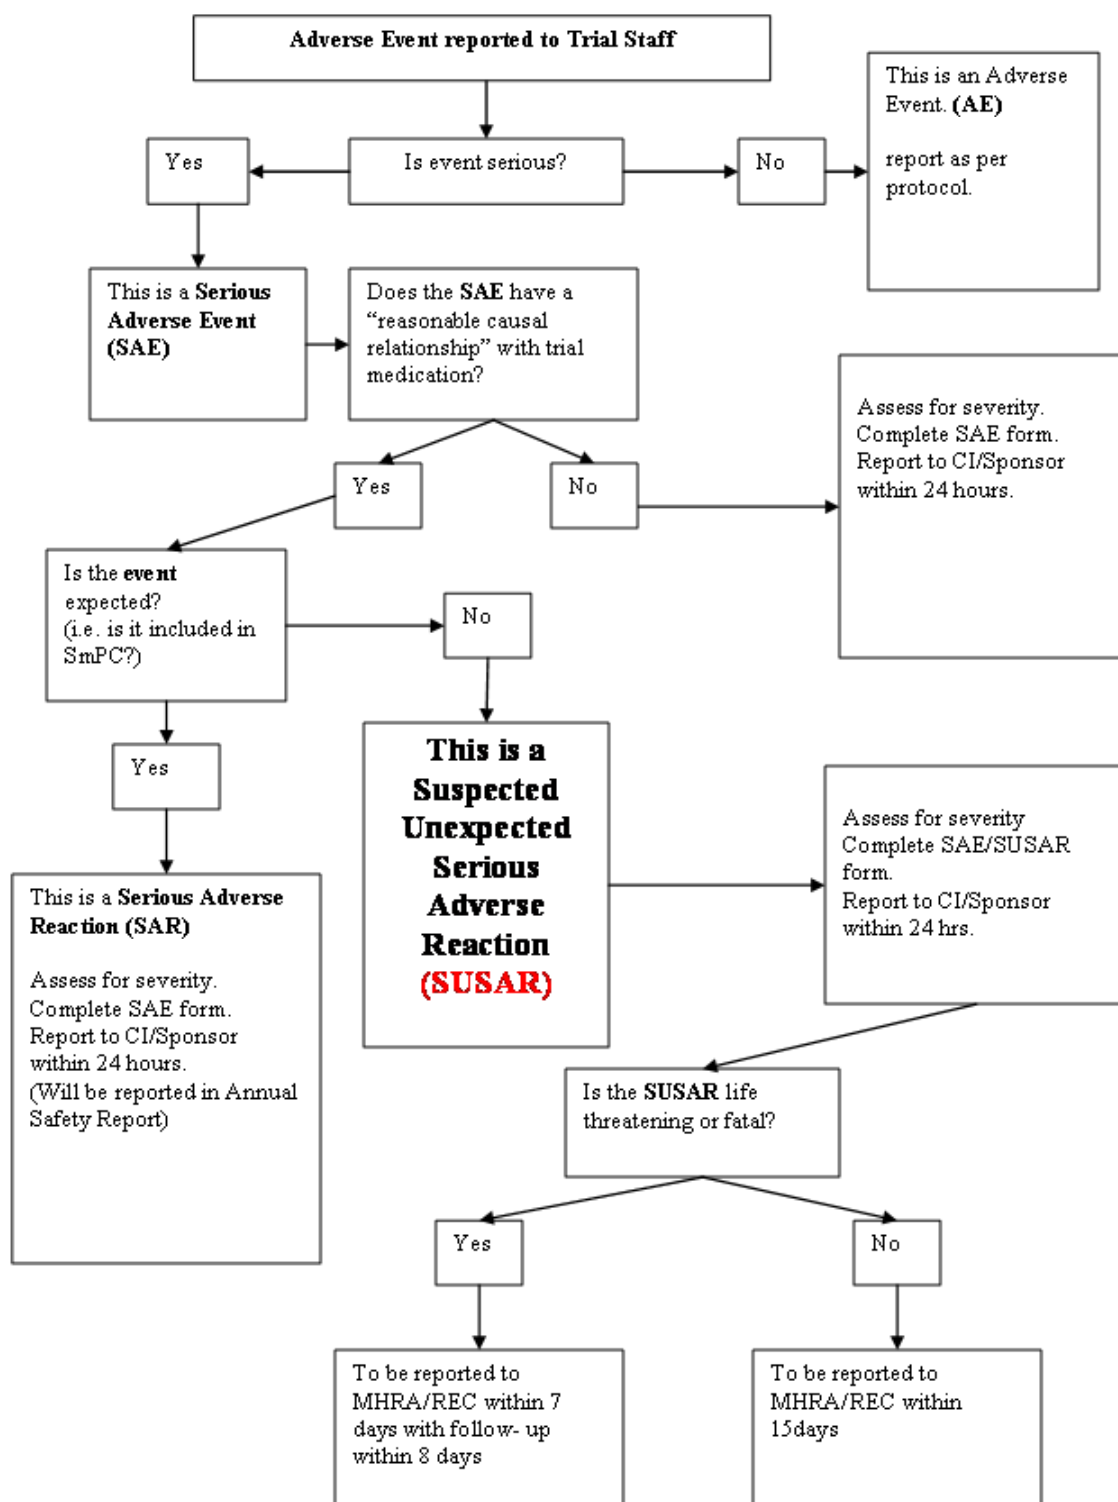 Adverse Event reported to Trial Staff
This is an Adverse
Event. (AE)
report as per
protocol.
Yes
Is event serious?
No
This is a Serious
Adverse Event
(SAE)
Does the SAE have a
“reasonable causal
relationship” with trial
medication?
Assess for severity.
Complete SAE form.
Report to CI/Sponsor
within 24 hours.
Yes
No
Is the event
expected?
(i.e. is it included in
SmPC?)
No
Yes
This is a
Suspected
Unexpected
Serious
Adverse
Reaction
(SUSAR)
Assess for severity
Complete SAE/SUSAR
form.
Report to CI/Sponsor
within 24 hrs.
This is a Serious Adverse
Reaction (SAR)
Assess for severity.
Complete SAE form.
Report to CI/Sponsor
within 24 hours.
(Will be reported in Annual
Safety Report)
Is the SUSAR life
threatening or fatal?
Yes
No
To be reported to
MHRA/REC within 7
days with follow- up
within 8 days
To be reported to
MHRA/REC within
15days